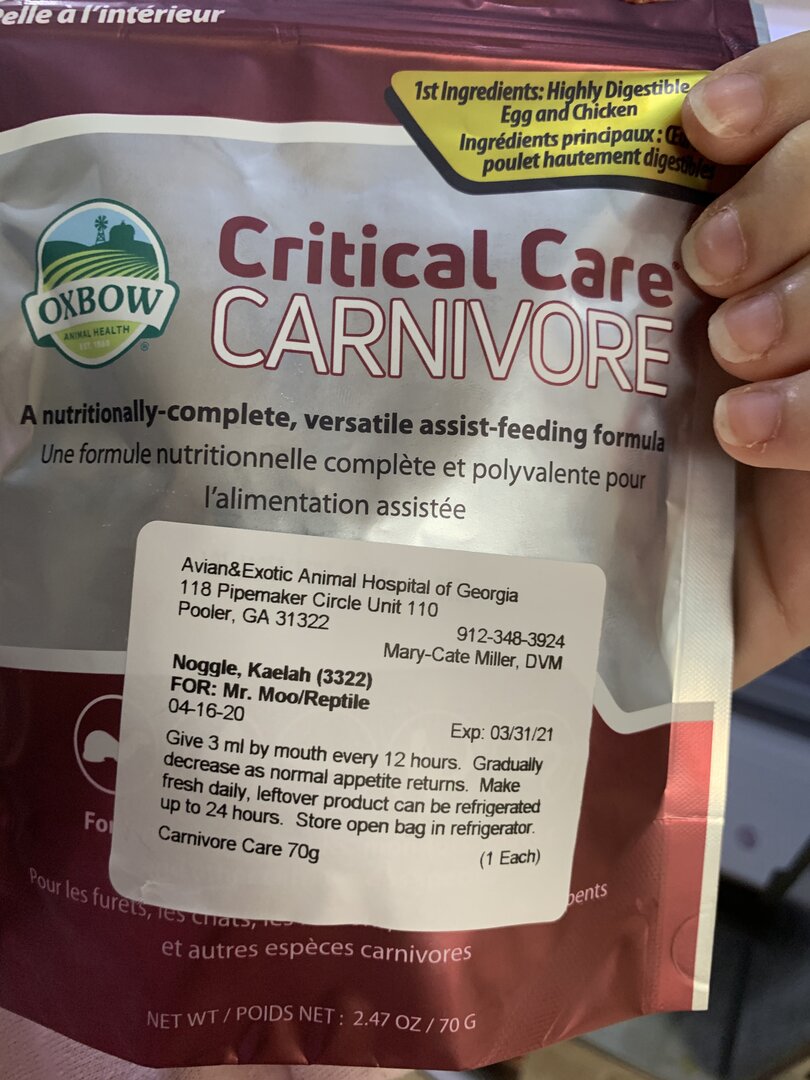 elle à l'intérieur
1st Ingredients: Highly Digestible
Egg and Chicken
Ingrédients principaux :
poulet hautement digestibles
OXBOW
ANIMAL HEALTH
EST. 1980
®
Critical Care
CARNIVORE
A nutritionally-complete, versatile assist-feeding formula
Une formule nutritionnelle complète et polyvalente pour
l'alimentation assistée
Avian&Exotic Animal Hospital of Georgia
118 Pipemaker Circle Unit 110
Pooler, GA 31322
912-348-3924
Mary-Cate Miller, DVM
Noggle, Kaelah (3322)
FOR: Mr. Moo/Reptile
04-16-20
Exp: 03/31/21
Give 3 ml by mouth every 12 hours. Gradually
decrease as normal appetite returns. Make
fresh daily, leftover product can be refrigerated
up to 24 hours. Store open bag in refrigerator.
Carnivore Care 70g
(1 Each)
For
Pour les furets, les chats, les
et autres espèces carnivores
NET WT / POIDS NET : 2.47 OZ / 70 G